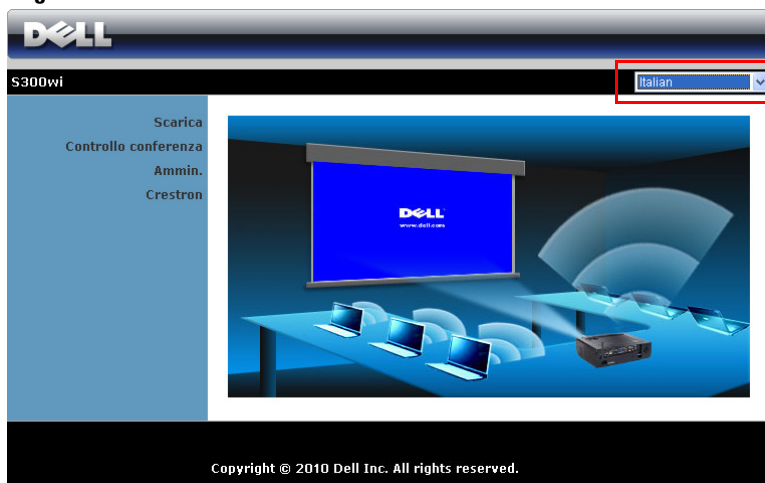 DELL
S300wi
Italian
Scarica
Controllo conferenza
Ammin.
Crestron
DELL
www.dell.com
Copyright © 2010 Dell Inc. All rights reserved.